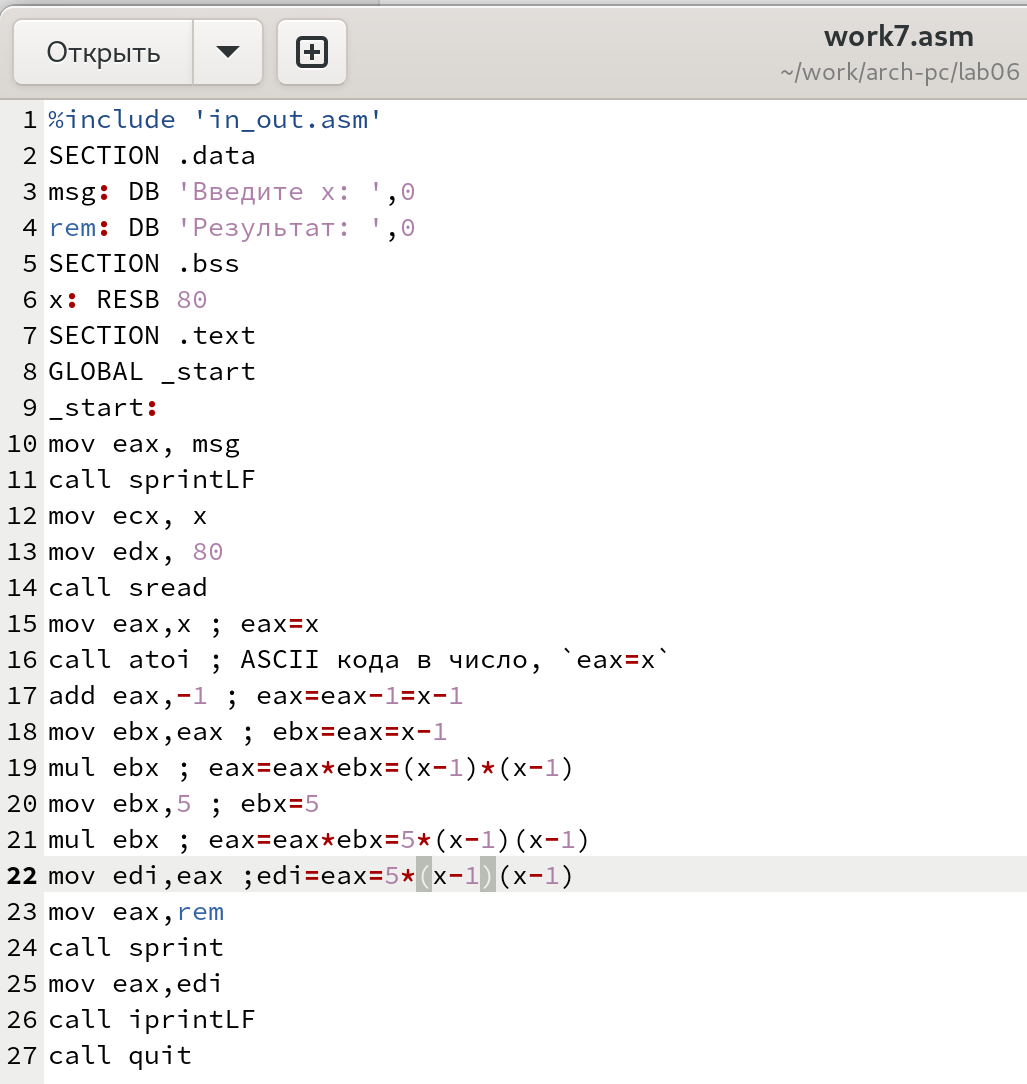 Открыть
work7.asm
~/work/arch-pc/lab06
1 %include 'in_out.asm'
2 SECTION .data
3 msg: DB 'Введите x: ',0
4 rem: DB 'Результат: ',0
5 SECTION .bss
6 x: RESB 80
7 SECTION .text
8 GLOBAL _start
9 _start:
10 mov eax, msg
11 call sprintLF
12 mov ecx, x
13 mov edx, 80
14 call sread
15 mov eax,x ; eax=x
16 call atoi ; ASCII кода в число, `eax=x`
17 add eax,-1 ; eax=eax-1=x-1
18 mov ebx,eax ; ebx=eax=x-1
19 mul ebx ; eax=eax*ebx=(x-1)*(x-1)
20 mov ebx,5 ; ebx=5
21 mul ebx ; eax=eax*ebx=5*(x-1)(x-1)
22 mov edi,eax ;edi=eax=5*(x-1)(x-1)
23 mov eax,rem
24 call sprint
25 mov eax,edi
26 call iprintLF
27 call quit